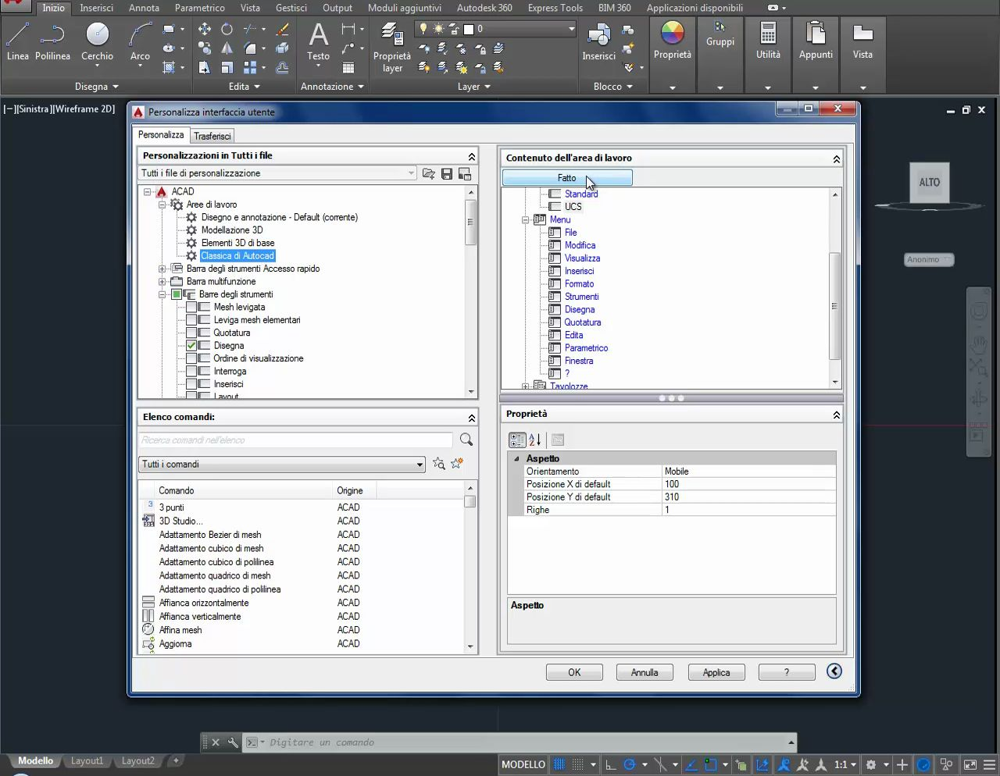 Inizio Inserisci Annota Parametrico Vista Gestisci Output Moduli aggiuntivi Autodesk 360 Express Tools BIM 360 Applicazioni disponibili
0
Linea Polilinea Cerchio Arco Testo Proprietà layer Inserisci Proprietà Gruppi Utilità Appunti Vista
Disegna Edita Annotazione Layer Blocco
[−][Sinistra][Wireframe 2D]
Personalizza interfaccia utente
Personalizza Trasferisci
Personalizzazioni in Tutti i file
Tutti i file di personalizzazione
ACAD
Aree di lavoro
Disegno e annotazione - Default (corrente)
Modellazione 3D
Elementi 3D di base
Classica di Autocad
Barra degli strumenti Accesso rapido
Barra multifunzione
Barre degli strumenti
Mesh levigata
Leviga mesh elementari
Quotatura
Disegna
Ordine di visualizzazione
Interroga
Inserisci
Layout
Elenco comandi:
Ricerca comandi nell'elenco
Tutti i comandi
Comando Origine
3 punti ACAD
3D Studio... ACAD
Adattamento Bezier di mesh ACAD
Adattamento cubico di mesh ACAD
Adattamento cubico di polilinea ACAD
Adattamento quadrico di mesh ACAD
Adattamento quadrico di polilinea ACAD
Affianca orizzontalmente ACAD
Affianca verticalmente ACAD
Affina mesh ACAD
Aggiorna ACAD
Contenuto dell'area di lavoro
Fatto
Standard
UCS
Menu
File
Modifica
Visualizza
Inserisci
Formato
Strumenti
Disegna
Quotatura
Edita
Parametrico
Finestra
?
Tavolozze
Proprietà
Aspetto
Orientamento Mobile
Posizione X di default 100
Posizione Y di default 310
Righe 1
Aspetto
OK Annulla Applica ?
ALTO
Anonimo
Digitare un comando
Modello Layout1 Layout2 +
MODELLO 1:1